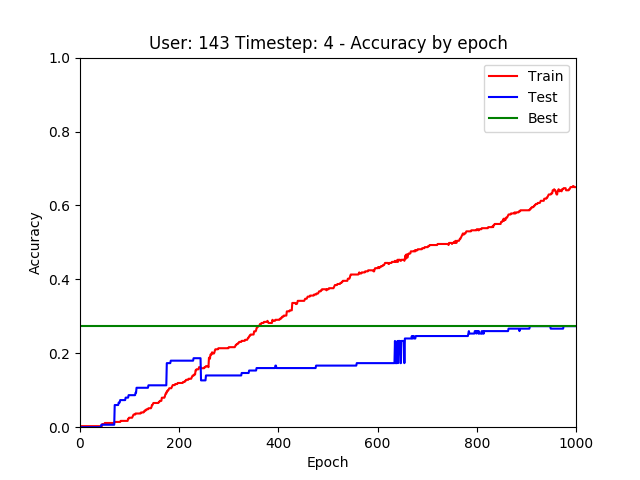 User: 143 Timestep: 4 - Accuracy by epoch
1.0
0.8
0.6
0.4
0.2
0.0
Accuracy
Train
Test
Best
0 200 400 600 800 1000
Epoch